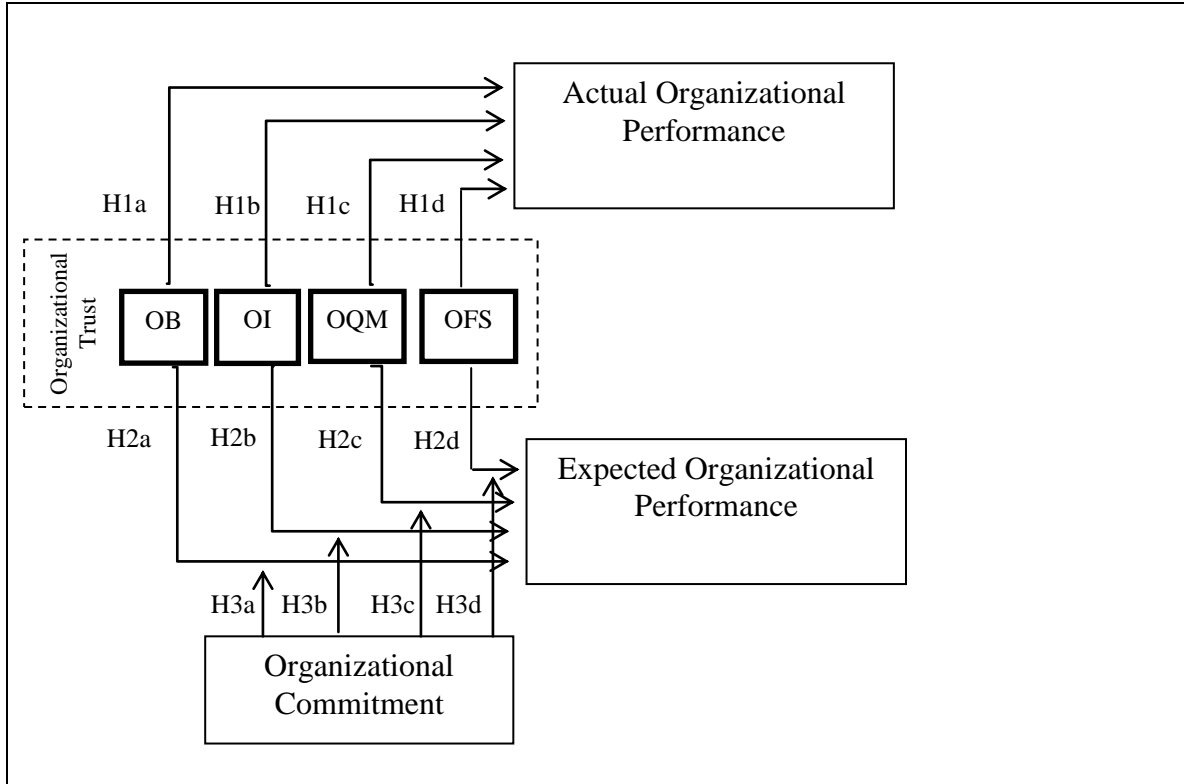 Actual Organizational
Performance
H1a
H1b
H1c
H1d
Organizational
Trust
OB
OI
OQM
OFS
H2a
H2b
H2c
H2d
Expected Organizational
Performance
H3a
H3b
H3c
H3d
Organizational
Commitment